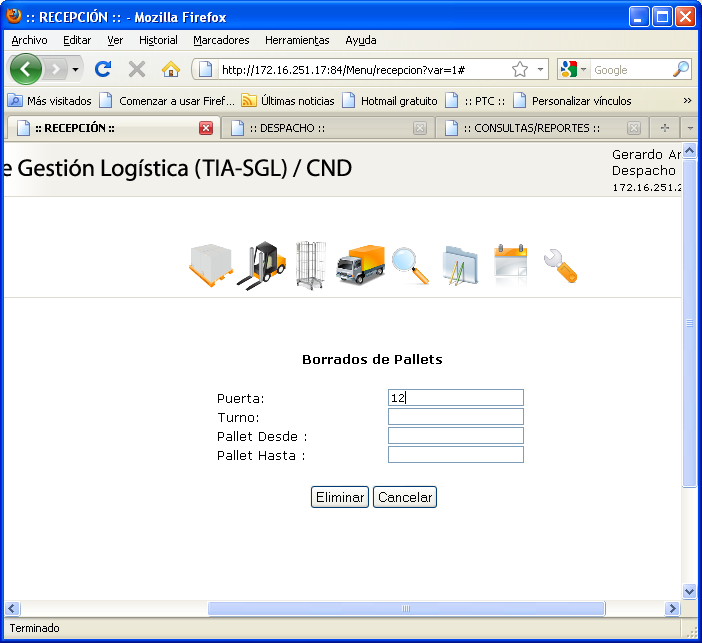 :: RECEPCIÓN :: - Mozilla Firefox
Archivo Editar Ver Historial Marcadores Herramientas Ayuda
http://172.16.251.17:84/Menu/recepcion?var=1# Google
Más visitados Comenzar a usar Firef... Últimas noticias Hotmail gratuito :: PTC :: Personalizar vínculos »
:: RECEPCIÓN :: :: DESPACHO :: :: CONSULTAS/REPORTES ::
e Gestión Logística (TIA-SGL) / CND
Gerardo Ar
Despacho
172.16.251.2
Borrados de Pallets
Puerta: 12
Turno:
Pallet Desde :
Pallet Hasta :
Eliminar Cancelar
Terminado